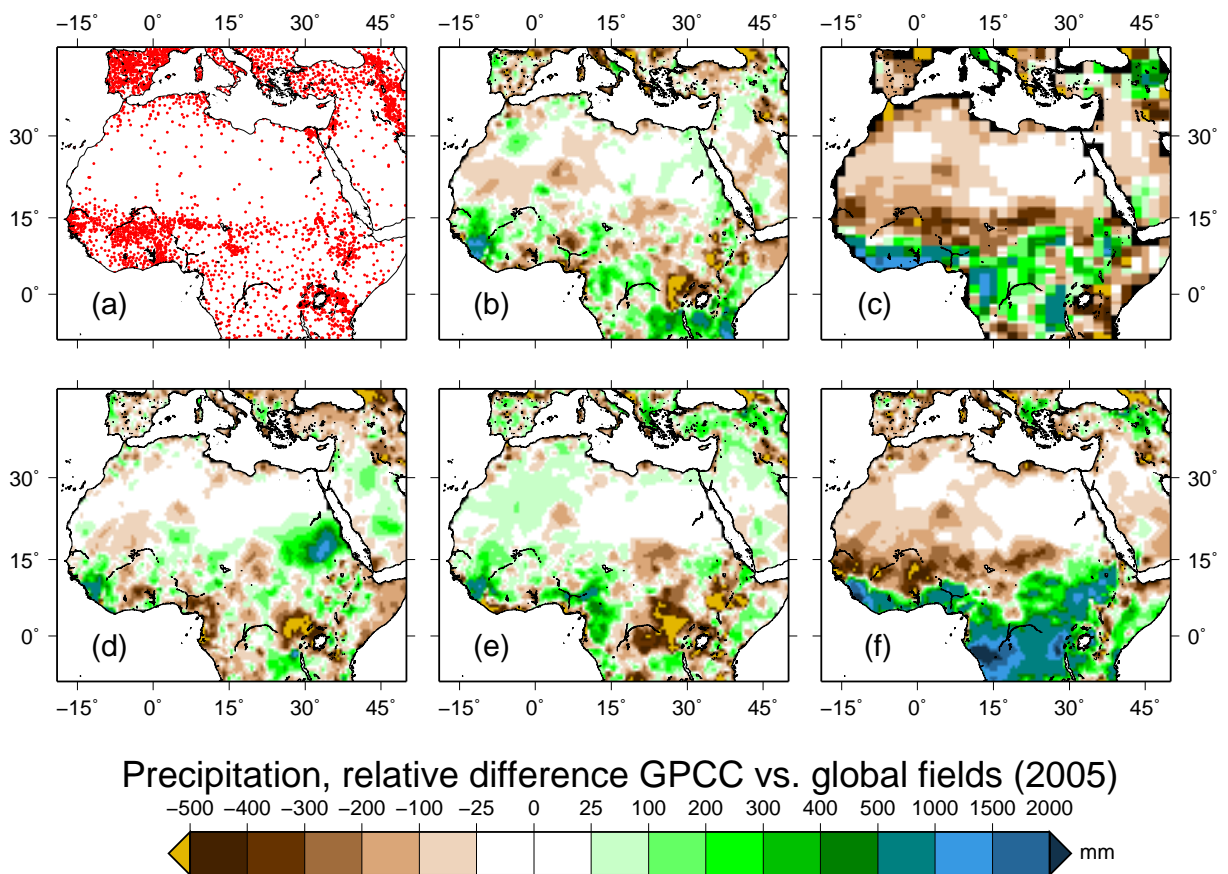 −15° 0° 15° 30° 45° −15° 0° 15° 30° 45° −15° 0° 15° 30° 45°
30° 30°
15° 15°
0° (a) (b) (c) 0°
30° 30°
15° 15°
0° (d) (e) (f) 0°
−15° 0° 15° 30° 45° −15° 0° 15° 30° 45° −15° 0° 15° 30° 45°
Precipitation, relative difference GPCC vs. global fields (2005)
−500 −400 −300 −200 −100 −25 0 25 100 200 300 400 500 1000 1500 2000
mm